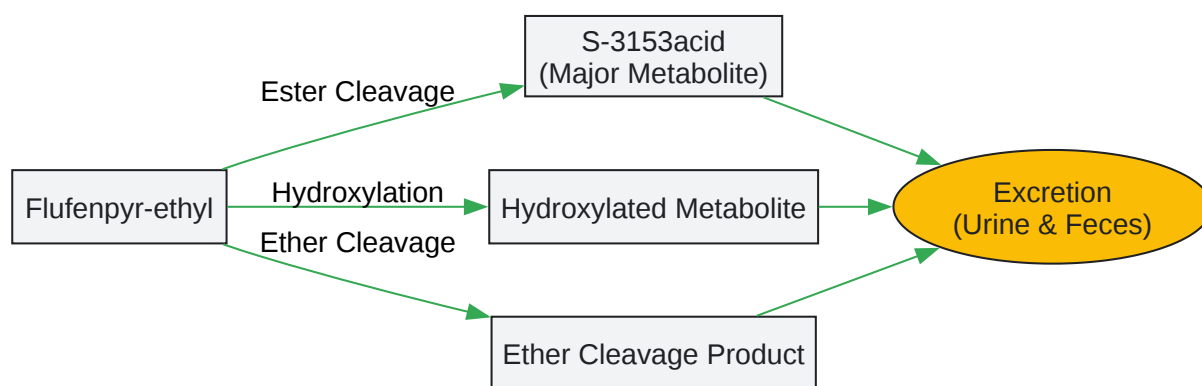 S-3153acid
(Major Metabolite)
Ester Cleavage
Flufenpyr-ethyl
Hydroxylation
Hydroxylated Metabolite
Excretion
(Urine & Feces)
Ether Cleavage
Ether Cleavage Product